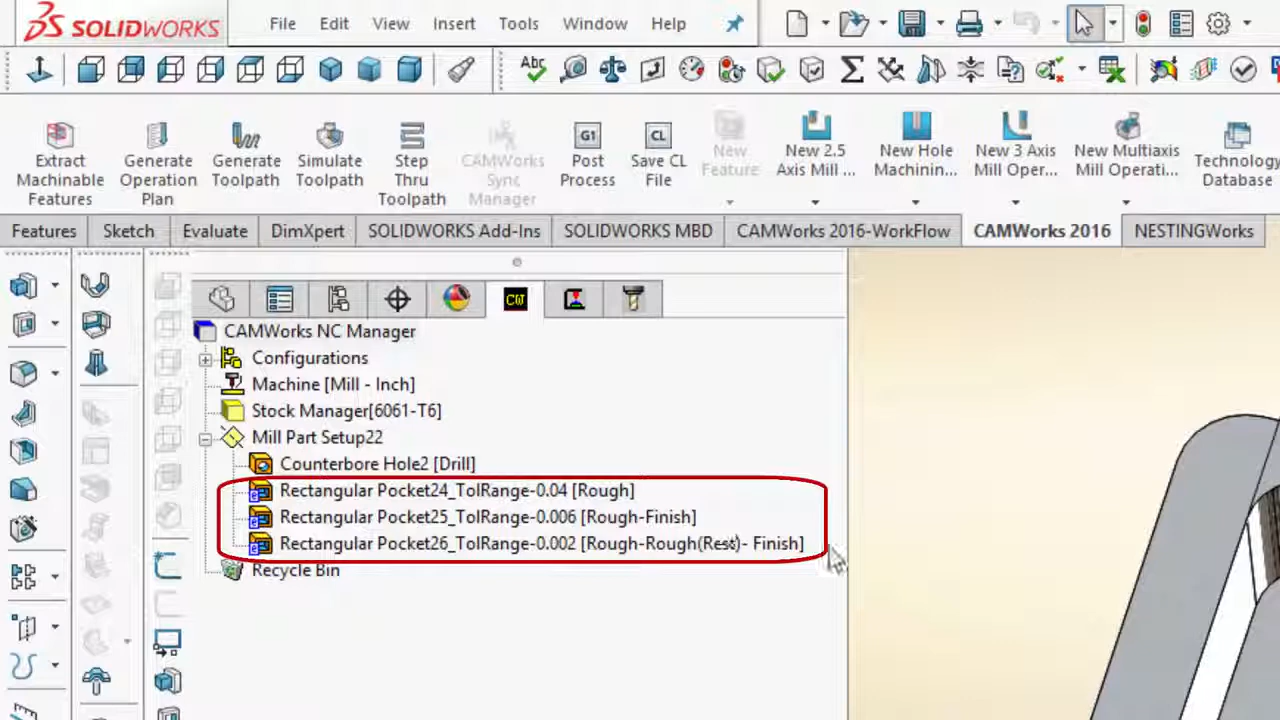 SOLIDWORKS
File Edit View Insert Tools Window Help
Abc
G1
CL
Extract Machinable Features
Generate Operation Plan
Generate Toolpath
Simulate Toolpath
Step Thru Toolpath
CAMWorks Sync Manager
Post Process
Save CL File
New Feature
New 2.5 Axis Mill ...
New Hole Machinin...
New 3 Axis Mill Oper...
New Multiaxis Mill Operati...
Technology Database
Features Sketch Evaluate DimXpert SOLIDWORKS Add-Ins SOLIDWORKS MBD CAMWorks 2016-WorkFlow CAMWorks 2016 NESTINGWorks
CW
CAMWorks NC Manager
Configurations
Machine [Mill - Inch]
Stock Manager[6061-T6]
Mill Part Setup22
Counterbore Hole2 [Drill]
Rectangular Pocket24_TolRange-0.04 [Rough]
Rectangular Pocket25_TolRange-0.006 [Rough-Finish]
Rectangular Pocket26_TolRange-0.002 [Rough-Rough(Rest)- Finish]
Recycle Bin